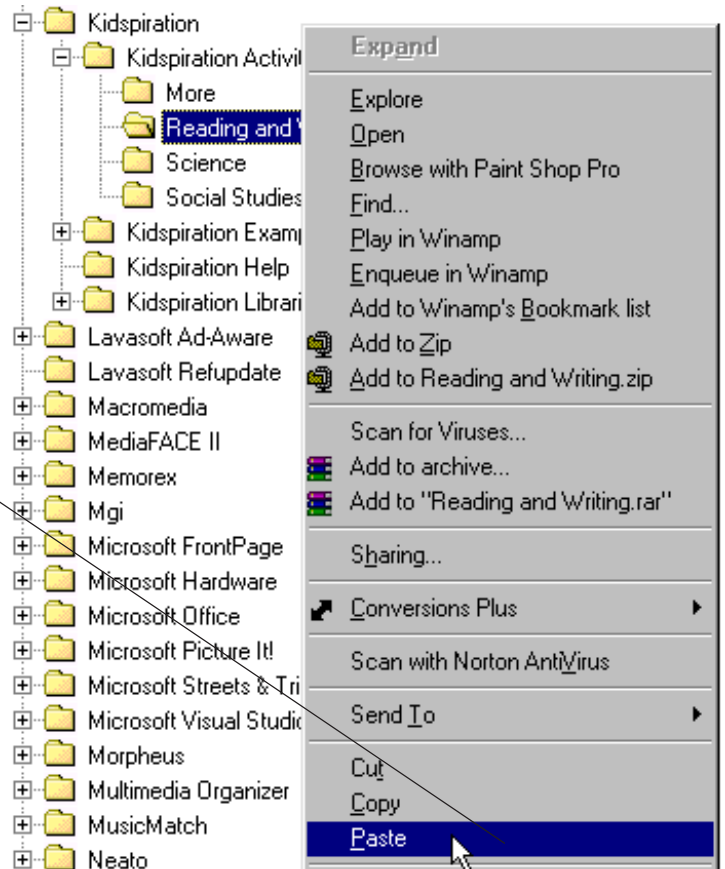 Kidspiration
Kidspiration Activit
More
Reading and
Science
Social Studies
Kidspiration Exam
Kidspiration Help
Kidspiration Librari
Lavasoft Ad-Aware
Lavasoft Refupdate
Macromedia
MediaFACE II
Memorex
Mgi
Microsoft FrontPage
Microsoft Hardware
Microsoft Office
Microsoft Picture It!
Microsoft Streets & Tri
Microsoft Visual Studio
Morpheus
Multimedia Organizer
MusicMatch
Neato
Expand
Explore
Open
Browse with Paint Shop Pro
Find...
Play in Winamp
Enqueue in Winamp
Add to Winamp's Bookmark list
Add to Zip
Add to Reading and Writing.zip
Scan for Viruses...
Add to archive...
Add to "Reading and Writing.rar"
Sharing...
Conversions Plus
Scan with Norton AntiVirus
Send To
Cut
Copy
Paste